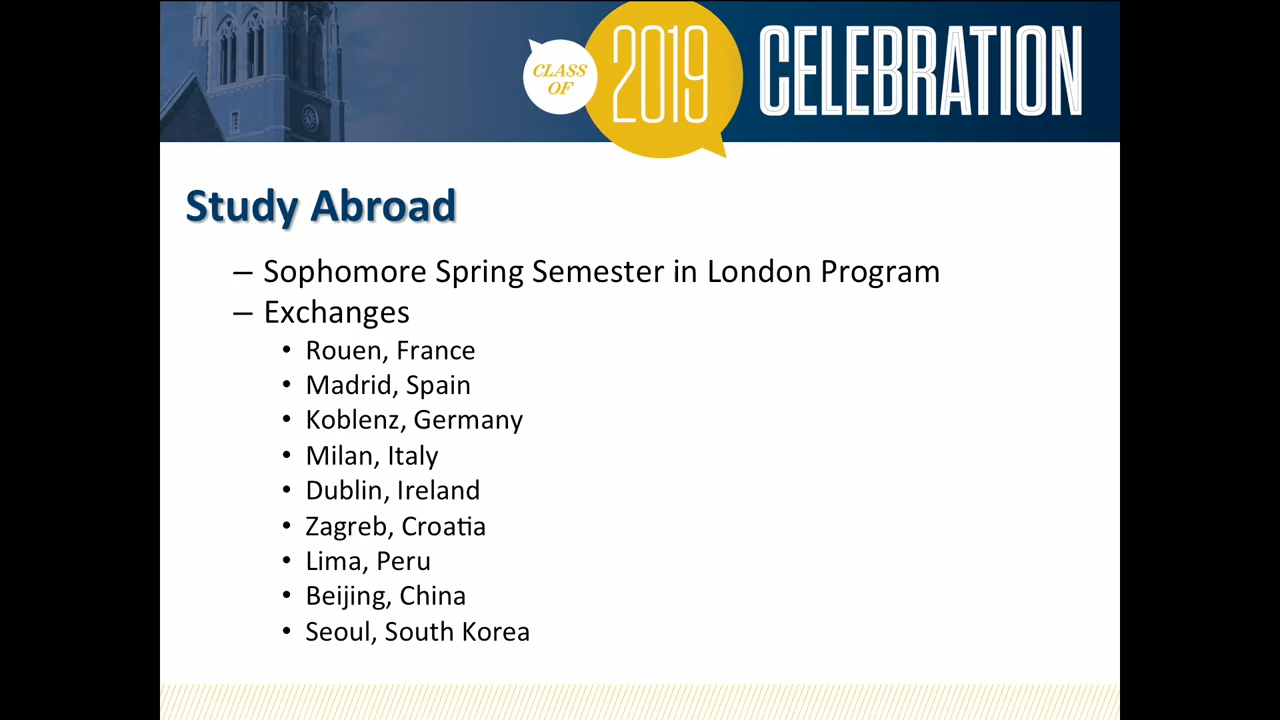 CLASS
OF
2019 CELEBRATION
Study Abroad
– Sophomore Spring Semester in London Program
– Exchanges
• Rouen, France
• Madrid, Spain
• Koblenz, Germany
• Milan, Italy
• Dublin, Ireland
• Zagreb, Croatia
• Lima, Peru
• Beijing, China
• Seoul, South Korea